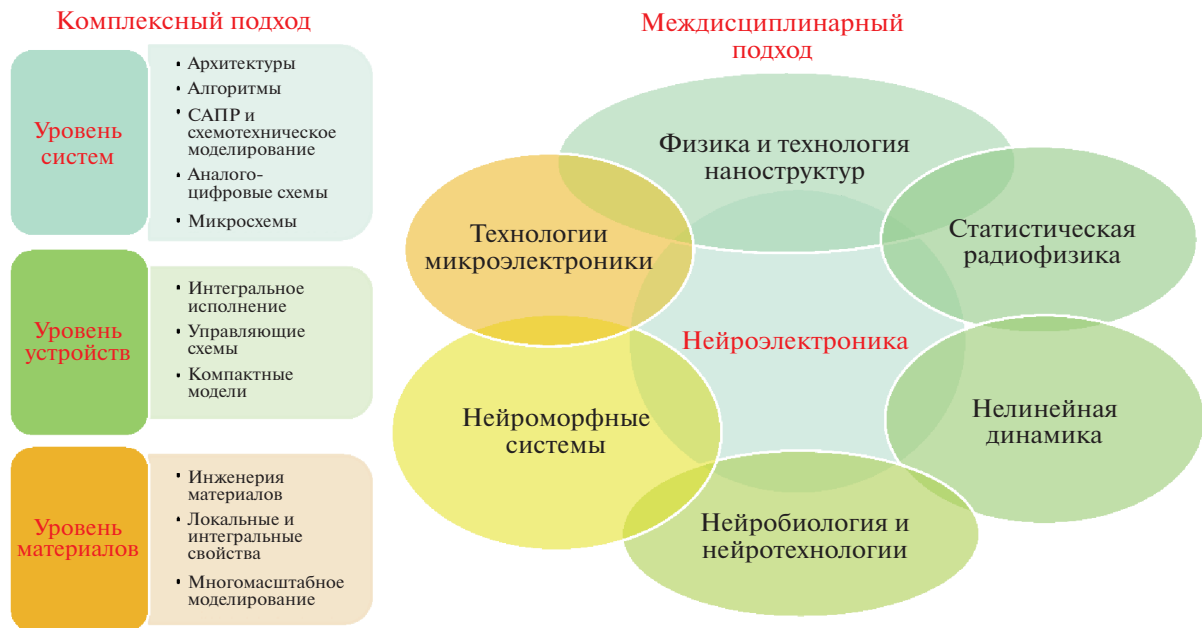 Комплексный подход
Уровень
систем
• Архитектуры
• Алгоритмы
• САПР и
схемотехническое
моделирование
• Аналого-
цифровые схемы
• Микросхемы
Уровень
устройств
• Интегральное
исполнение
• Управляющие
схемы
• Компактные
модели
Уровень
материалов
• Инженерия
материалов
• Локальные и
интегральные
свойства
• Многомасштабное
моделирование
Междисциплинарный
подход
Физика и технология
наноструктур
Технологии
микроэлектроники
Статистическая
радиофизика
Нейроэлектроника
Нейроморфные
системы
Нелинейная
динамика
Нейробиология и
нейротехнологии